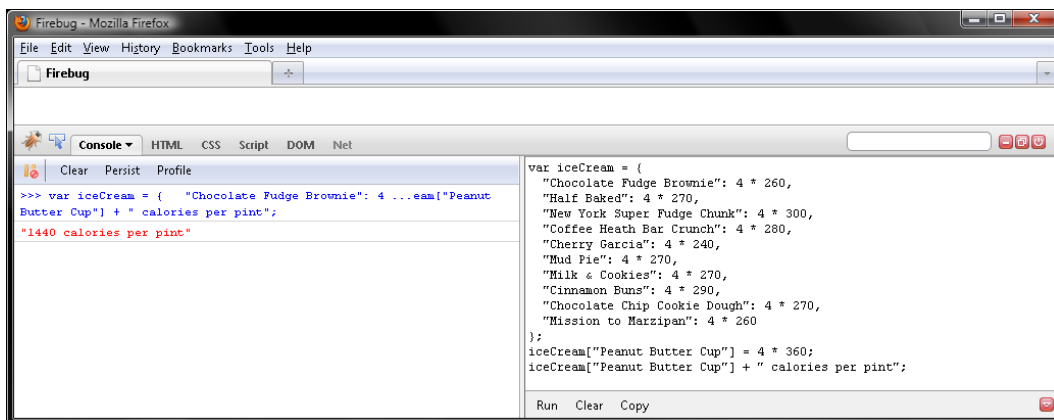 Firebug - Mozilla Firefox
File Edit View History Bookmarks Tools Help
Firebug
Console HTML CSS Script DOM Net
Clear Persist Profile
>>> var iceCream = { "Chocolate Fudge Brownie": 4 ...eam["Peanut
Butter Cup"] + " calories per pint";
"1440 calories per pint"
var iceCream = {
"Chocolate Fudge Brownie": 4 * 260,
"Half Baked": 4 * 270,
"New York Super Fudge Chunk": 4 * 300,
"Coffee Heath Bar Crunch": 4 * 280,
"Cherry Garcia": 4 * 240,
"Mud Pie": 4 * 270,
"Milk & Cookies": 4 * 270,
"Cinnamon Buns": 4 * 290,
"Chocolate Chip Cookie Dough": 4 * 270,
"Mission to Marzipan": 4 * 260
};
iceCream["Peanut Butter Cup"] = 4 * 360;
iceCream["Peanut Butter Cup"] + " calories per pint";
Run Clear Copy